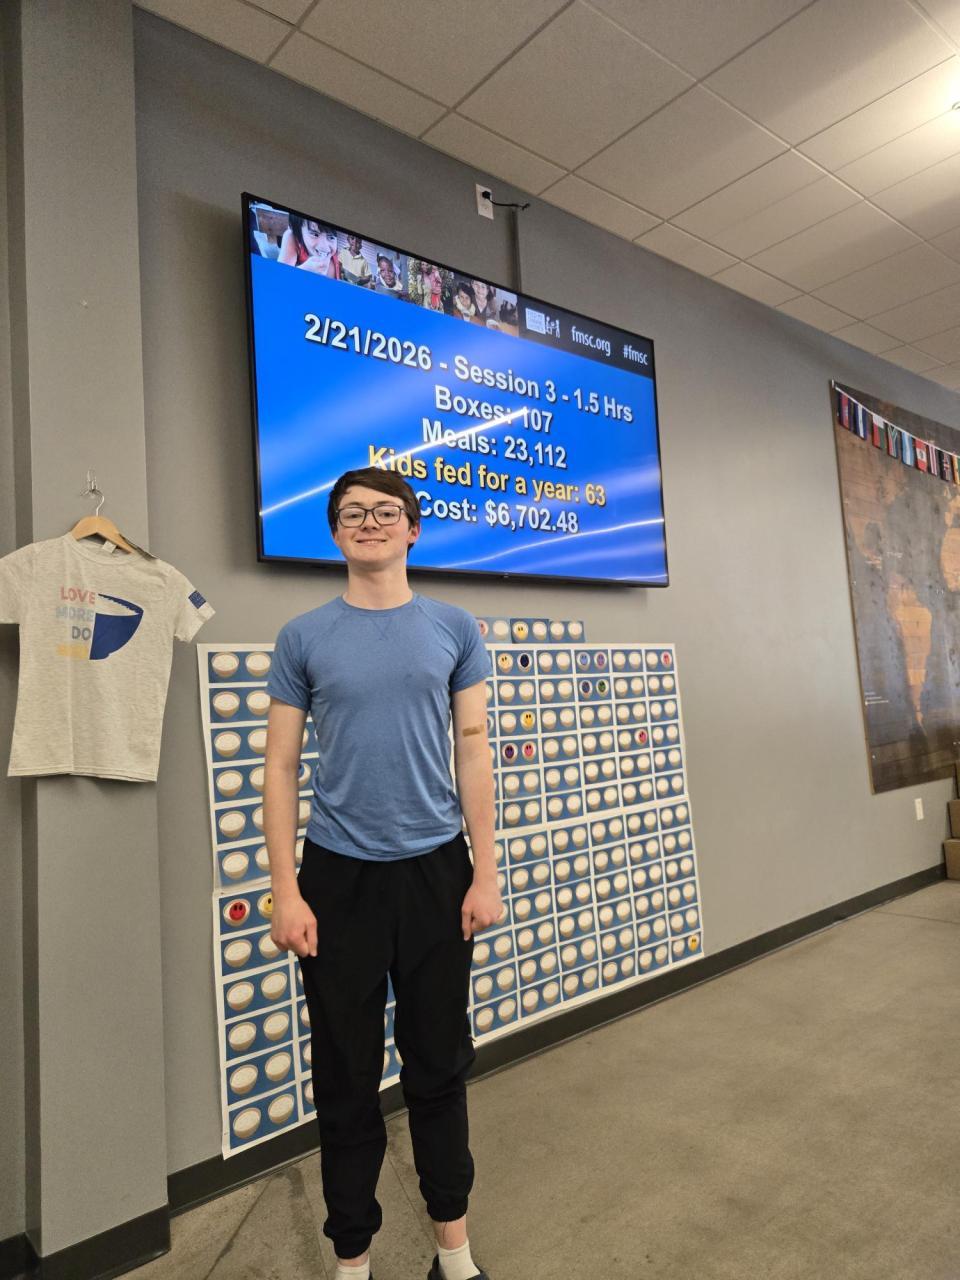 fmsc.org #fmsc
2/21/2026 - Session 3 - 1.5 Hrs
Boxes: 107
Meals: 23,112
Kids fed for a year: 63
Cost: $6,702.48
LOVE
MORE
DO